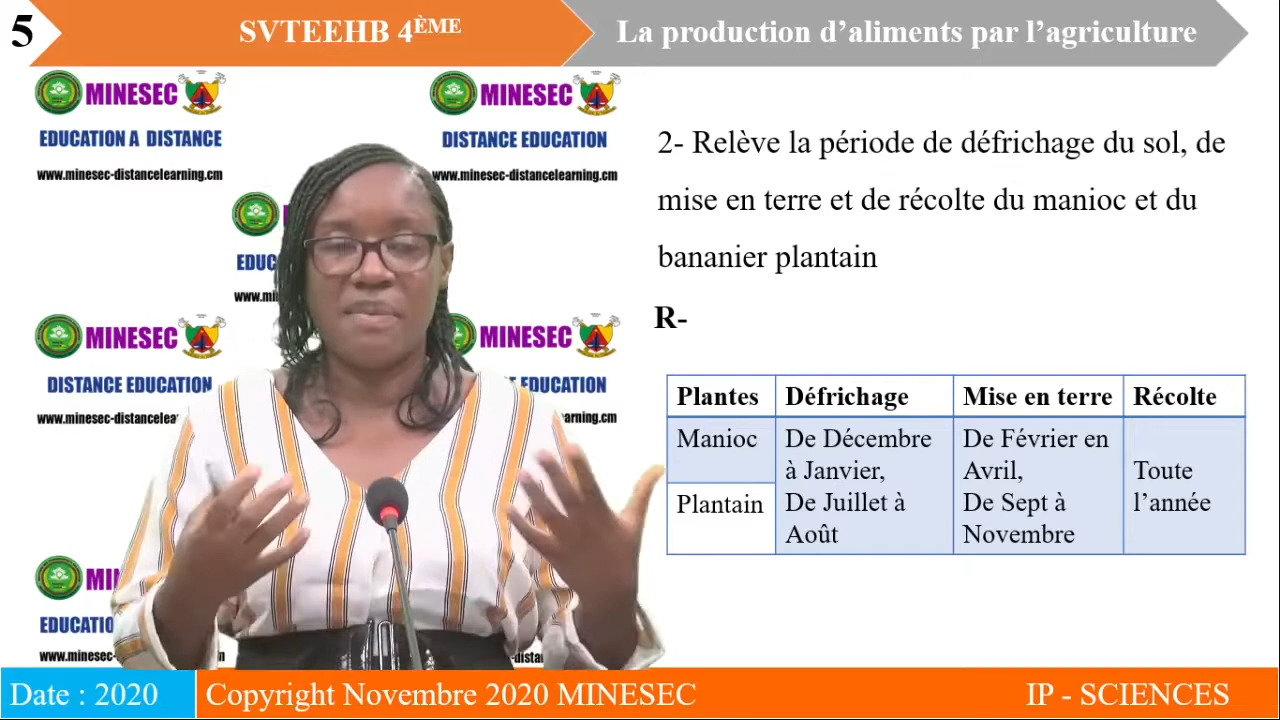 5
SVTEEHB 4ÈME
La production d’aliments par l’agriculture
MINESEC
EDUCATION A DISTANCE
www.minesec-distancelearning.cm
MINESEC
DISTANCE EDUCATION
www.minesec-distancelearning.cm
MINESEC
DISTANCE EDUCATION
MINESEC
EDUCATION
2- Relève la période de défrichage du sol, de
mise en terre et de récolte du manioc et du
bananier plantain
R-
Plantes Défrichage Mise en terre Récolte
Manioc
Plantain
De Décembre
à Janvier,
De Juillet à
Août
De Février en
Avril,
De Sept à
Novembre
Toute
l’année
Date : 2020
Copyright Novembre 2020 MINESEC
IP - SCIENCES